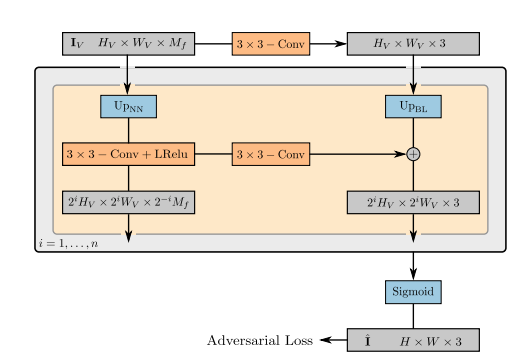 I_V H_V × W_V × M_f
3 × 3 − Conv
H_V × W_V × 3
Up_NN
Up_BL
3 × 3 − Conv + LRelu
3 × 3 − Conv
+
2^i H_V × 2^i W_V × 2^{-i} M_f
2^i H_V × 2^i W_V × 3
i = 1, . . . , n
Sigmoid
Adversarial Loss
Î H × W × 3